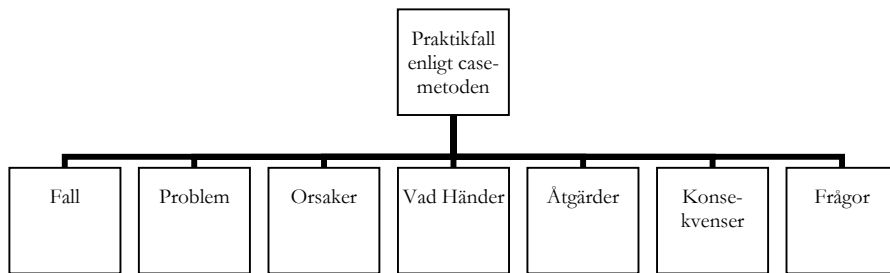 Praktikfall
enligt case-
metoden
Fall
Problem
Orsaker
Vad Händer
Åtgärder
Konse-
kvenser
Frågor